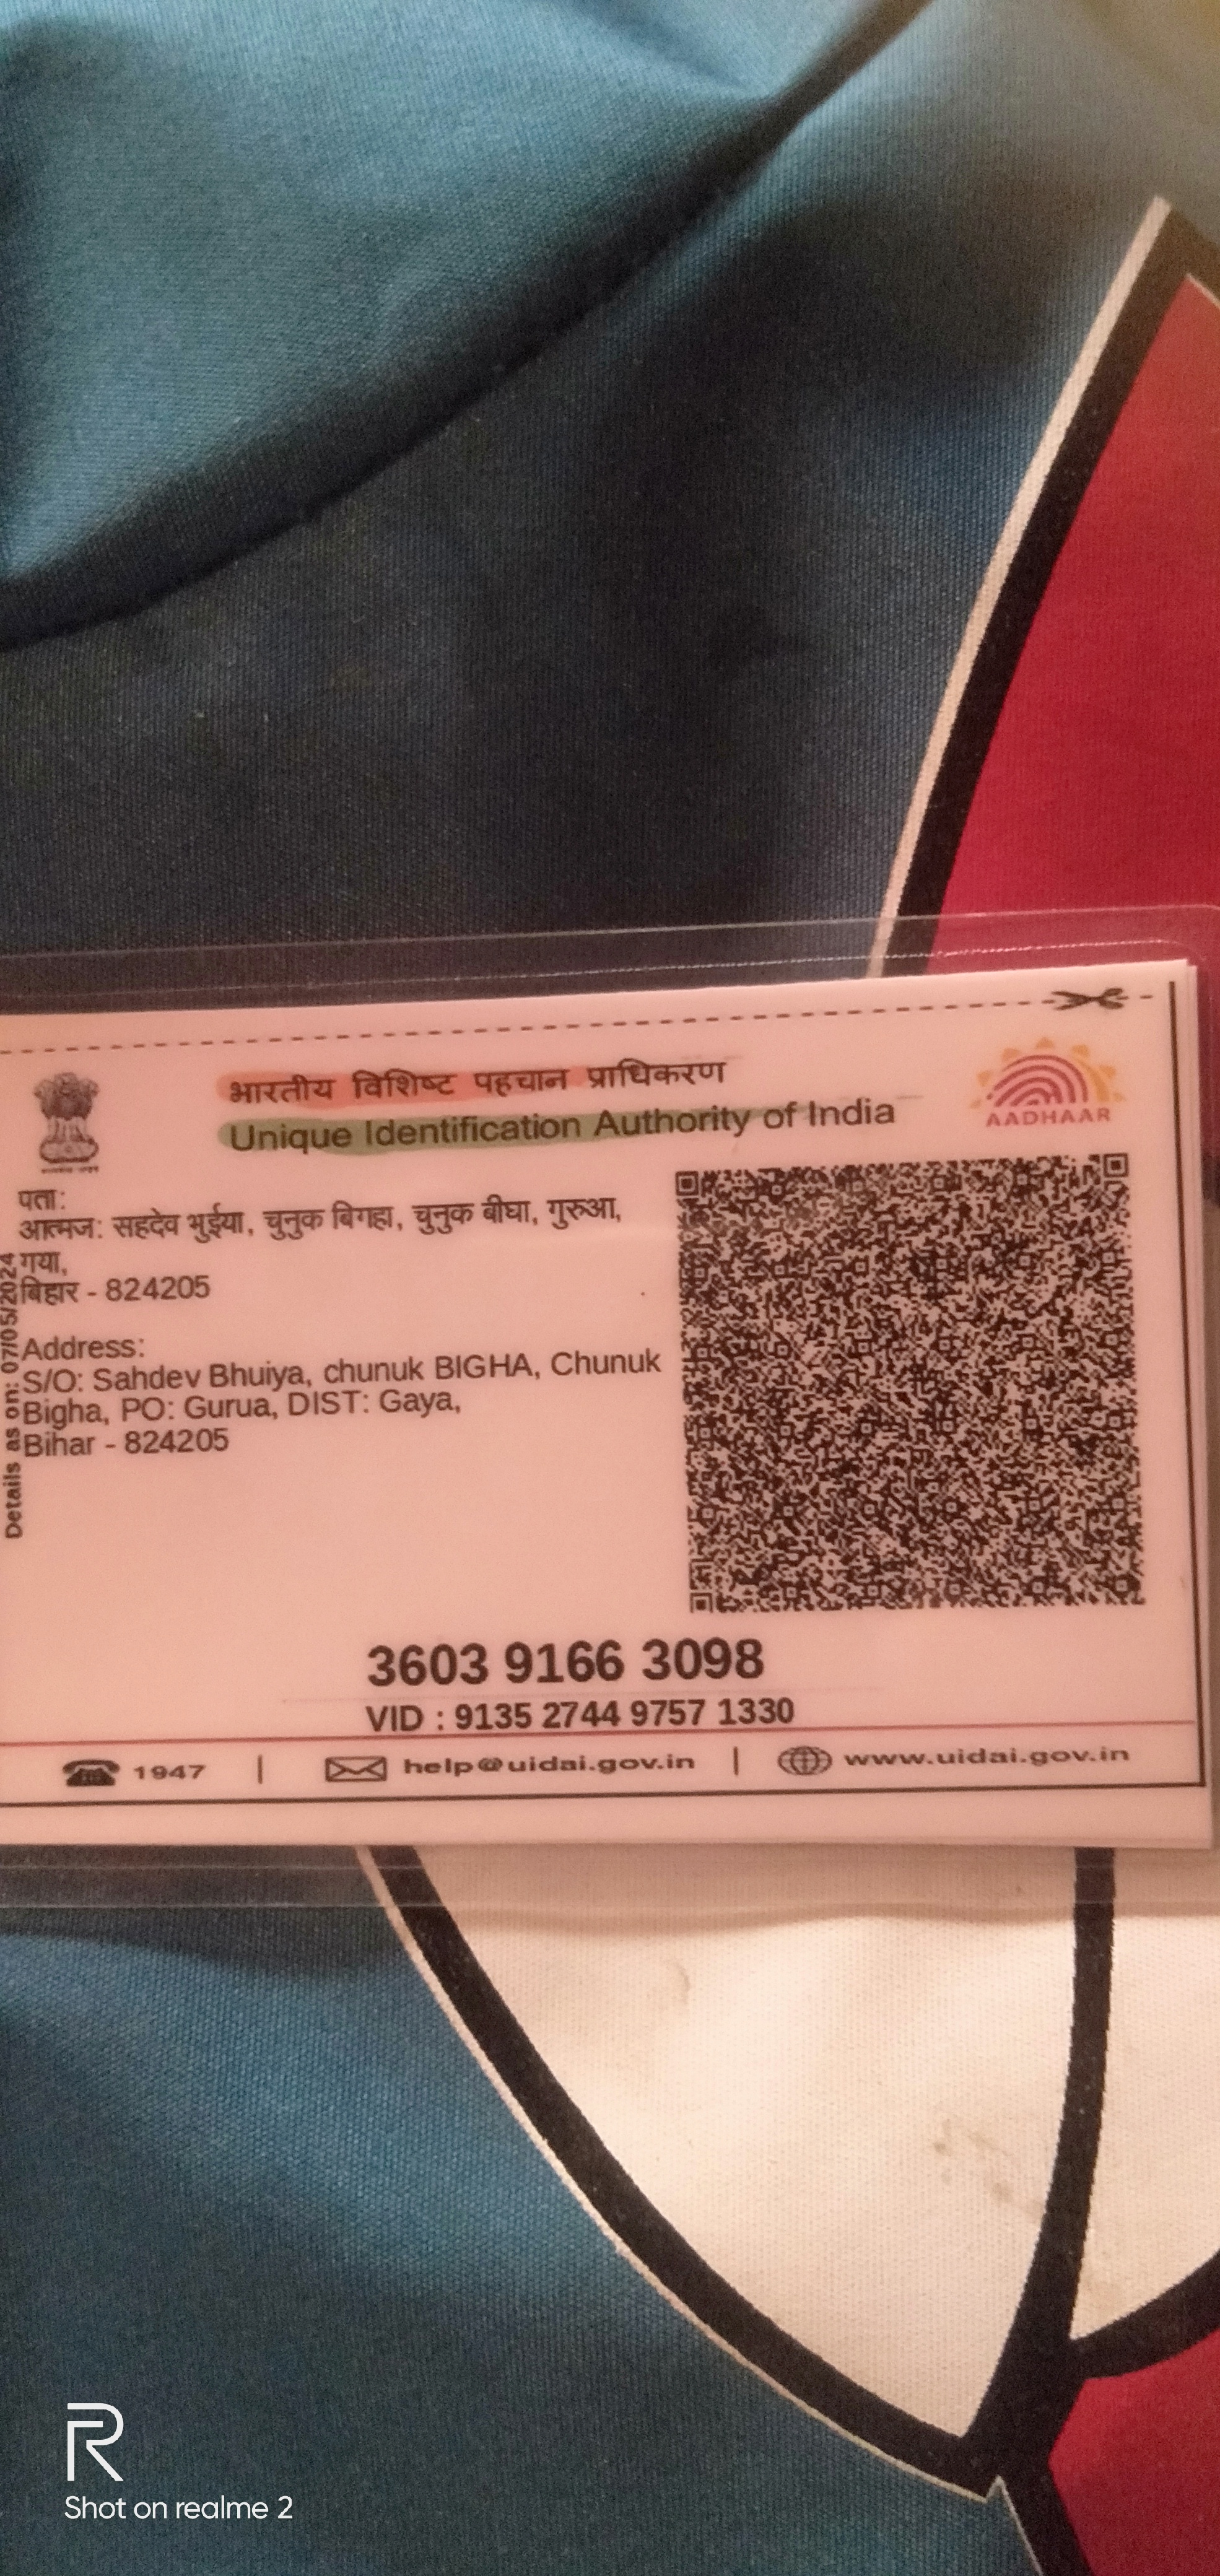 भारतीय विशिष्ट पहचान प्राधिकरण
Unique Identification Authority of India
AADHAAR
पता:
आत्मज: सहदेव भुईया, चुनुक बिगहा, चुनुक बीघा, गुरुआ,
गया,
बिहार - 824205
Address:
S/O: Sahdev Bhuiya, chunuk BIGHA, Chunuk
Bigha, PO: Gurua, DIST: Gaya,
Bihar - 824205
Details as on: 07/05/2024
3603 9166 3098
VID : 9135 2744 9757 1330
1947 | help@uidai.gov.in | www.uidai.gov.in
R
Shot on realme 2